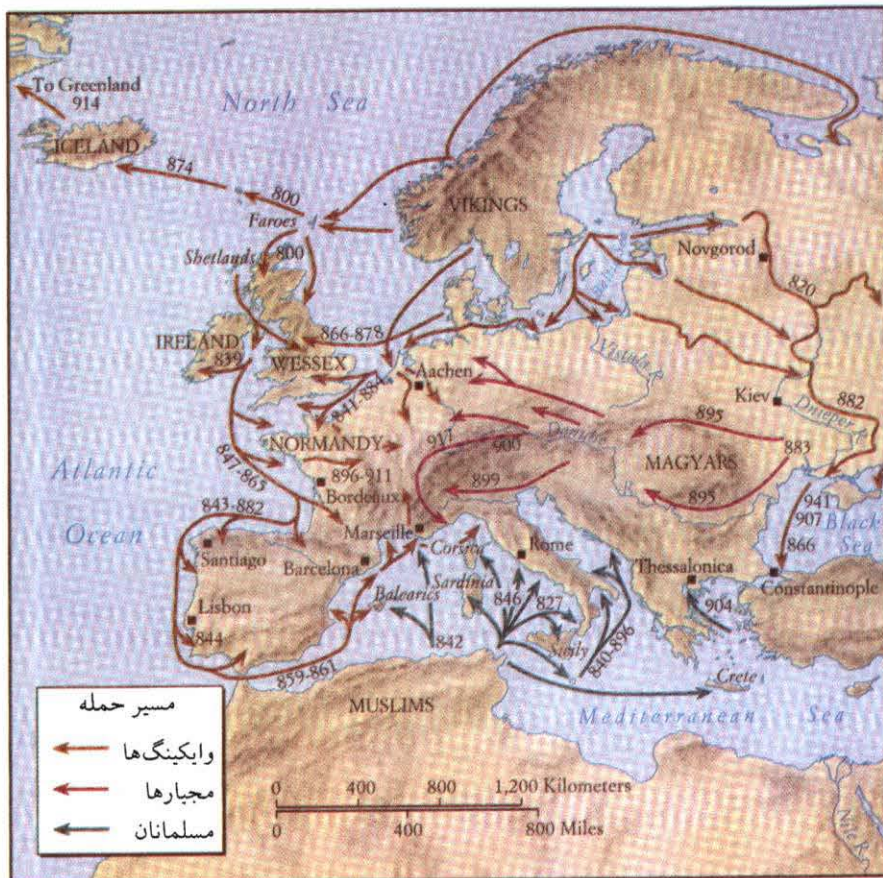 To Greenland
914
North Sea
ICELAND
874
800
Faroes
VIKINGS
Shetlands
800
Novgorod
820
Baltic Sea
866-878
IRELAND
839
WESSEX
Aachen
Vistula R.
841-884
Kiev
882
Dnieper R.
895
NORMANDY
900
Danube
MAGYARS
883
847-865
896-911
899
895
Bordeaux
Atlantic
Ocean
843-882
941
907
Black
Sea
866
Marseille
Corsica
Rome
Santiago
Barcelona
Thessalonica
Constantinople
Sardinia
Balearics
846
827
904
Lisbon
844
842
Sicily
840-896
859-861
Crete
MUSLIMS
Mediterranean Sea
مسیر حمله
وایکینگ‌ها
مجبارها
مسلمانان
0 400 800 1,200 Kilometers
0 400 800 Miles
Nile R.